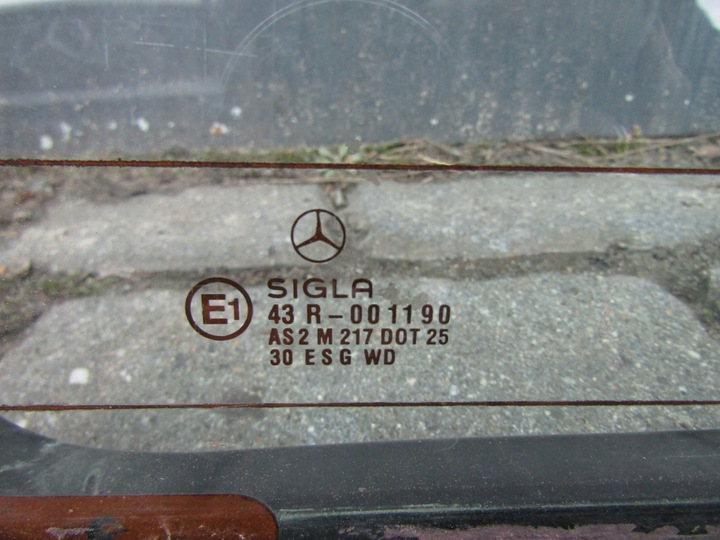 E1
SIGLA
43 R-001190
AS2 M 217 DOT 25
30 ESG WD